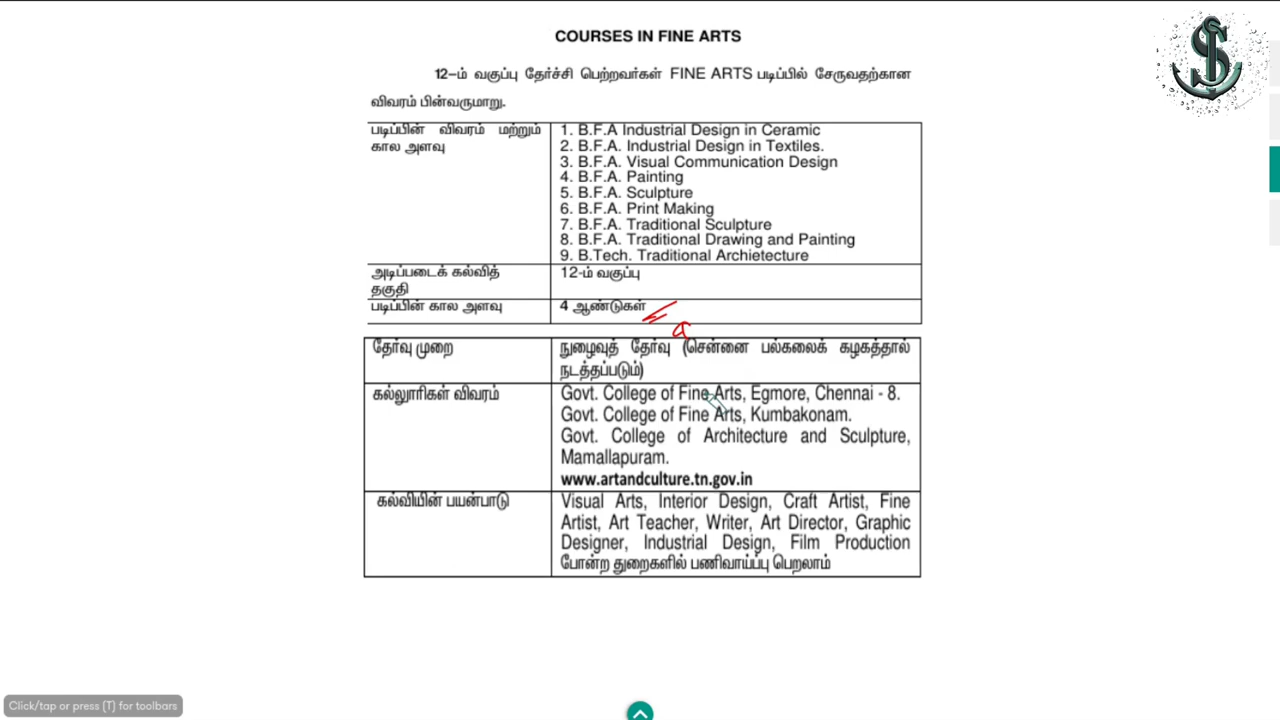 COURSES IN FINE ARTS
12–ம் வகுப்பு தேர்ச்சி பெற்றவர்கள் FINE ARTS படிப்பில் சேருவதற்கான
விவரம் பின்வருமாறு.
படிப்பின் விவரம் மற்றும்
கால அளவு
1. B.F.A Industrial Design in Ceramic
2. B.F.A. Industrial Design in Textiles.
3. B.F.A. Visual Communication Design
4. B.F.A. Painting
5. B.F.A. Sculpture
6. B.F.A. Print Making
7. B.F.A. Traditional Sculpture
8. B.F.A. Traditional Drawing and Painting
9. B.Tech. Traditional Archietecture
அடிப்படைக் கல்வித்
தகுதி
12-ம் வகுப்பு
படிப்பின் கால அளவு
4 ஆண்டுகள்
தேர்வு முறை
நுழைவுத் தேர்வு (சென்னை பல்கலைக் கழகத்தால்
நடத்தப்படும்)
கல்லூரிகள் விவரம்
Govt. College of Fine Arts, Egmore, Chennai - 8.
Govt. College of Fine Arts, Kumbakonam.
Govt. College of Architecture and Sculpture,
Mamallapuram.
www.artandculture.tn.gov.in
கல்வியின் பயன்பாடு
Visual Arts, Interior Design, Craft Artist, Fine
Artist, Art Teacher, Writer, Art Director, Graphic
Designer, Industrial Design, Film Production
போன்ற துறைகளில் பணிவாய்ப்பு பெறலாம்
Click/tap or press (T) for toolbars